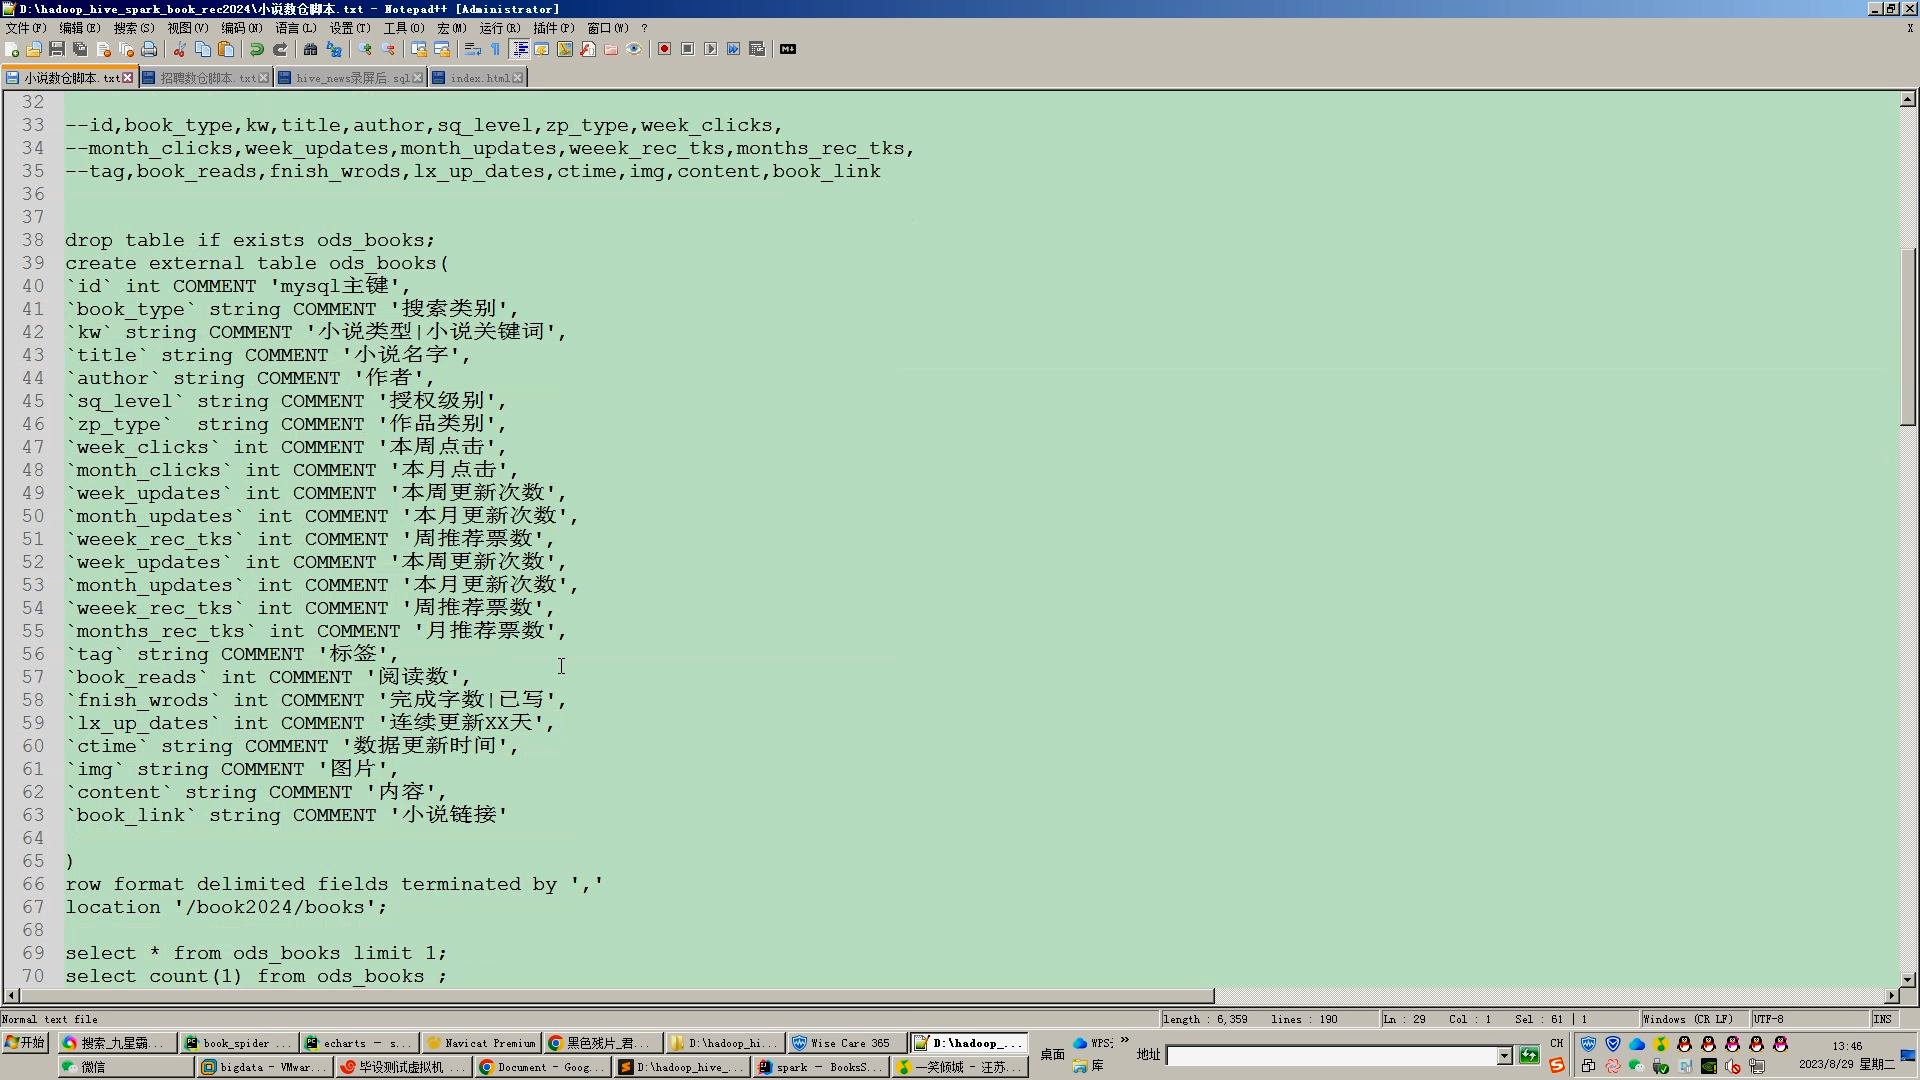 D:\hadoop_hive_spark_book_rec2024\小说数仓脚本.txt - Notepad++ [Administrator]
文件(F) 编辑(E) 搜索(S) 视图(V) 编码(N) 语言(L) 设置(T) 工具(O) 宏(M) 运行(R) 插件(P) 窗口(W) ? X
小说数仓脚本.txt 招聘数仓脚本.txt hive_news录屏后.sql index.html
32
33 --id,book_type,kw,title,author,sq_level,zp_type,week_clicks,
34 --month_clicks,week_updates,month_updates,weeek_rec_tks,months_rec_tks,
35 --tag,book_reads,fnish_wrods,lx_up_dates,ctime,img,content,book_link
36
37
38 drop table if exists ods_books;
39 create external table ods_books(
40 `id` int COMMENT 'mysql主键',
41 `book_type` string COMMENT '搜索类别',
42 `kw` string COMMENT '小说类型|小说关键词',
43 `title` string COMMENT '小说名字',
44 `author` string COMMENT '作者',
45 `sq_level` string COMMENT '授权级别',
46 `zp_type`  string COMMENT '作品类别',
47 `week_clicks` int COMMENT '本周点击',
48 `month_clicks` int COMMENT '本月点击',
49 `week_updates` int COMMENT '本周更新次数',
50 `month_updates` int COMMENT '本月更新次数',
51 `weeek_rec_tks` int COMMENT '周推荐票数',
52 `week_updates` int COMMENT '本周更新次数',
53 `month_updates` int COMMENT '本月更新次数',
54 `weeek_rec_tks` int COMMENT '周推荐票数',
55 `months_rec_tks` int COMMENT '月推荐票数',
56 `tag` string COMMENT '标签',
57 `book_reads` int COMMENT '阅读数',
58 `fnish_wrods` int COMMENT '完成字数|已写',
59 `lx_up_dates` int COMMENT '连续更新XX天',
60 `ctime` string COMMENT '数据更新时间',
61 `img` string COMMENT '图片',
62 `content` string COMMENT '内容',
63 `book_link` string COMMENT '小说链接'
64
65 )
66 row format delimited fields terminated by ','
67 location '/book2024/books';
68
69 select * from ods_books limit 1;
70 select count(1) from ods_books ;
Normal text file length : 6,359 lines : 190 Ln : 29 Col : 1 Sel : 61 | 1 Windows (CR LF) UTF-8 INS
开始 搜索_九星霸... book_spider ... echarts - s... Navicat Premium 黑色残片_君... D:\hadoop_hi... Wise Care 365 D:\hadoop_... 桌面 WPS云 » 地址 CH 13:46
微信 bigdata - VMwar... 毕设测试虚拟机 ... Document - Goog... D:\hadoop_hive_... spark - BooksS... 一笑倾城 - 汪苏... 库 2023/8/29 星期二